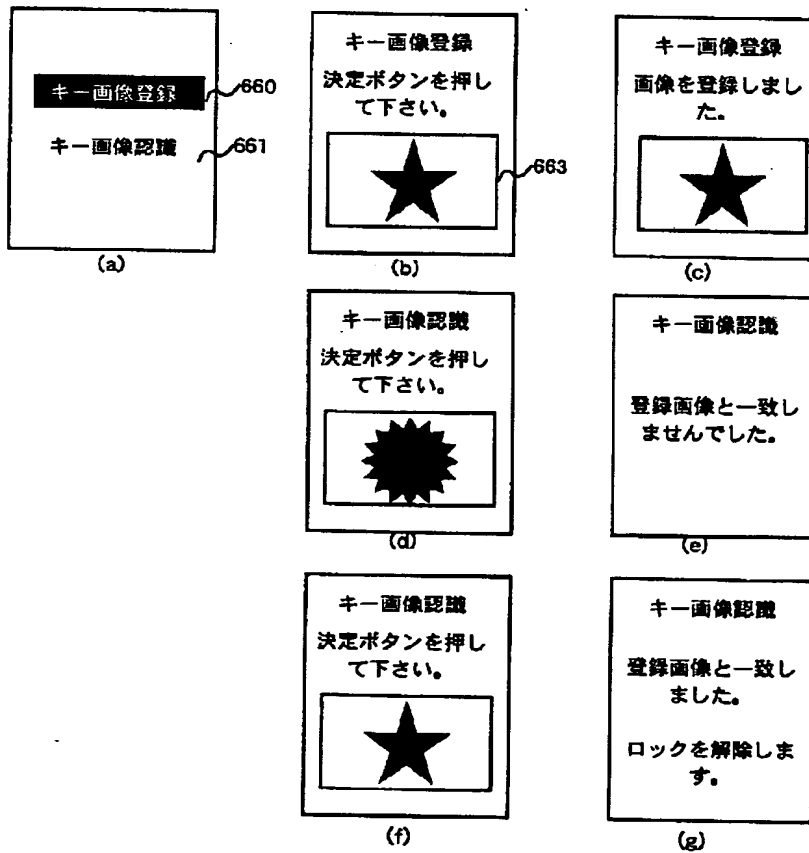 キー画像登録
660
キー画像認識
661
(a)
キー画像登録
決定ボタンを押し
て下さい。
663
(b)
キー画像登録
画像を登録しまし
た。
(c)
キー画像認識
決定ボタンを押し
て下さい。
(d)
キー画像認識
登録画像と一致し
ませんでした。
(e)
キー画像認識
決定ボタンを押し
て下さい。
(f)
キー画像認識
登録画像と一致し
ました。
ロックを解除しま
す。
(g)